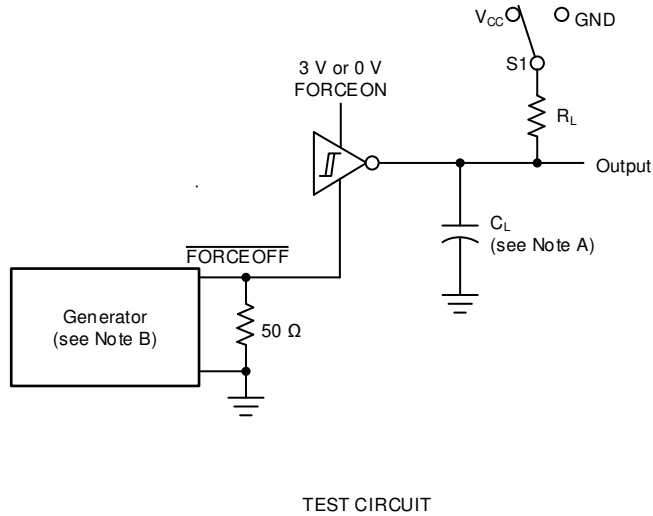 VCC
GND
S1
3 V or 0 V
FORCEON
RL
Output
CL
(see Note A)
FORCEOFF
Generator
(see Note B)
50 Ω
TEST CIRCUIT